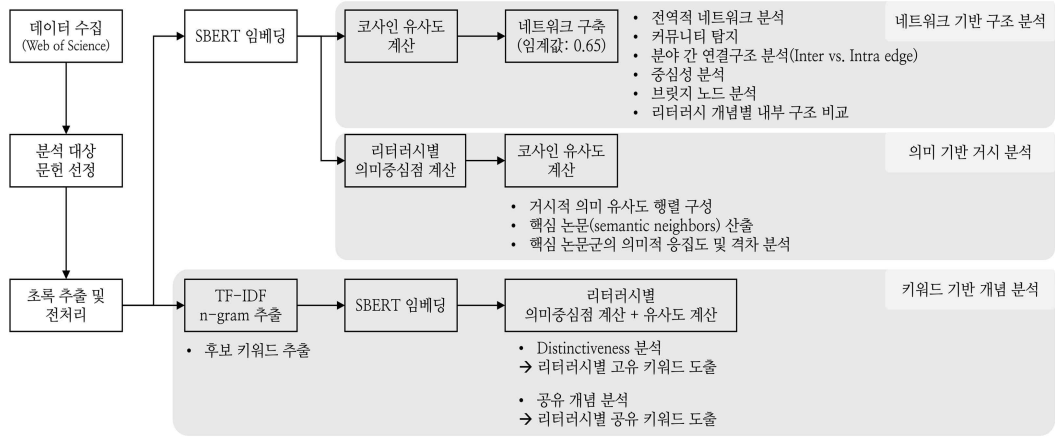 데이터 수집
(Web of Science)
분석 대상
문헌 선정
초록 추출 및
전처리
SBERT 임베딩
코사인 유사도
계산
네트워크 구축
(임계값: 0.65)
• 전역적 네트워크 분석
• 커뮤니티 탐지
• 분야 간 연결구조 분석(Inter vs. Intra edge)
• 중심성 분석
• 브릿지 노드 분석
• 리터러시 개념별 내부 구조 비교
네트워크 기반 구조 분석
리터러시별
의미중심점 계산
코사인 유사도
계산
• 거시적 의미 유사도 행렬 구성
• 핵심 논문(semantic neighbors) 산출
• 핵심 논문군의 의미적 응집도 및 격차 분석
의미 기반 거시 분석
TF-IDF
n-gram 추출
• 후보 키워드 추출
SBERT 임베딩
리터러시별
의미중심점 계산 + 유사도 계산
• Distinctiveness 분석
→ 리터러시별 고유 키워드 도출
• 공유 개념 분석
→ 리터러시별 공유 키워드 도출
키워드 기반 개념 분석